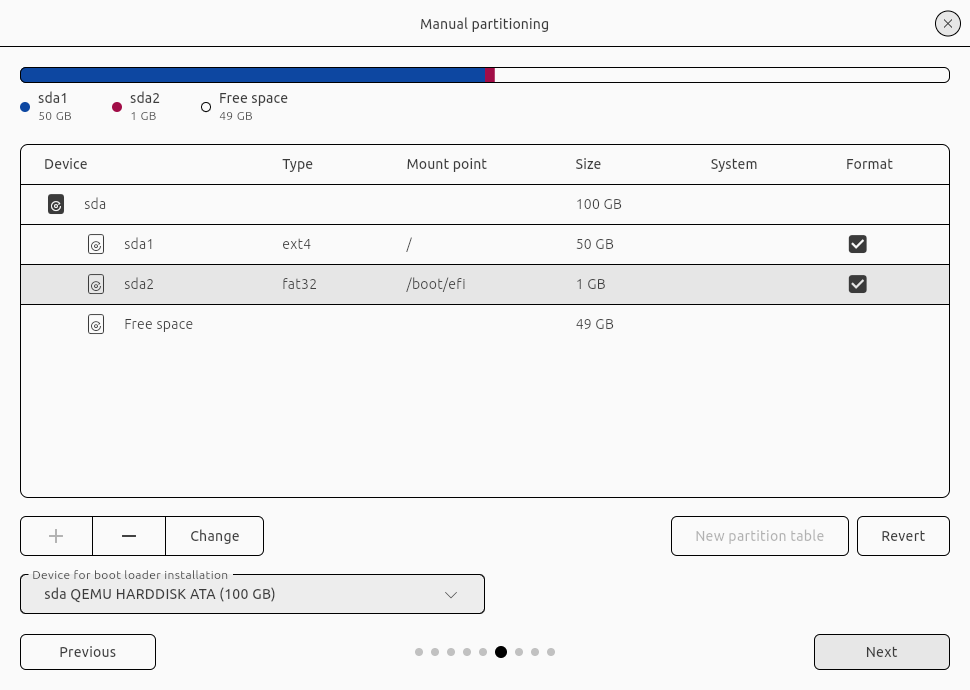 Manual partitioning
sda1
50 GB
sda2
1 GB
Free space
49 GB
Device Type Mount point Size System Format
sda 100 GB
sda1 ext4 / 50 GB
sda2 fat32 /boot/efi 1 GB
Free space 49 GB
Change
New partition table
Revert
Device for boot loader installation
sda QEMU HARDDISK ATA (100 GB)
Previous
Next